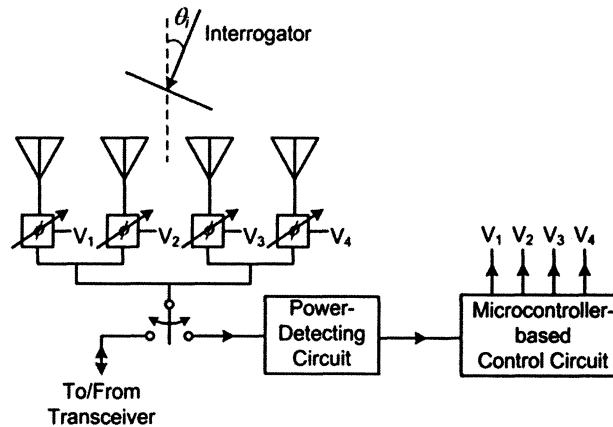 θi
Interrogator
ϕ V1 ϕ V2 ϕ V3 ϕ V4
V1 V2 V3 V4
Power-
Detecting
Circuit
Microcontroller-
based
Control Circuit
To/From
Transceiver